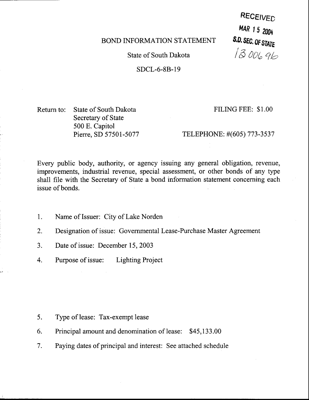 RECEIVED
MAR 15 2004
S.D. SEC. OF STATE
BOND INFORMATION STATEMENT
State of South Dakota
SDCL-6-8B-19
Return to: State of South Dakota FILING FEE: $1.00
Secretary of State
500 E. Capitol
Pierre, SD 57501-5077 TELEPHONE: #(605) 773-3537
Every public body, authority, or agency issuing any general obligation, revenue,
improvements, industrial revenue, special assessment, or other bonds of any type
shall file with the Secretary of State a bond information statement concerning each
issue of bonds.
1. Name of Issuer: City of Lake Norden
2. Designation of issue: Governmental Lease-Purchase Master Agreement
3. Date of issue: December 15, 2003
4. Purpose of issue: Lighting Project
5. Type of lease: Tax-exempt lease
6. Principal amount and denomination of lease: $45,133.00
7. Paying dates of principal and interest: See attached schedule